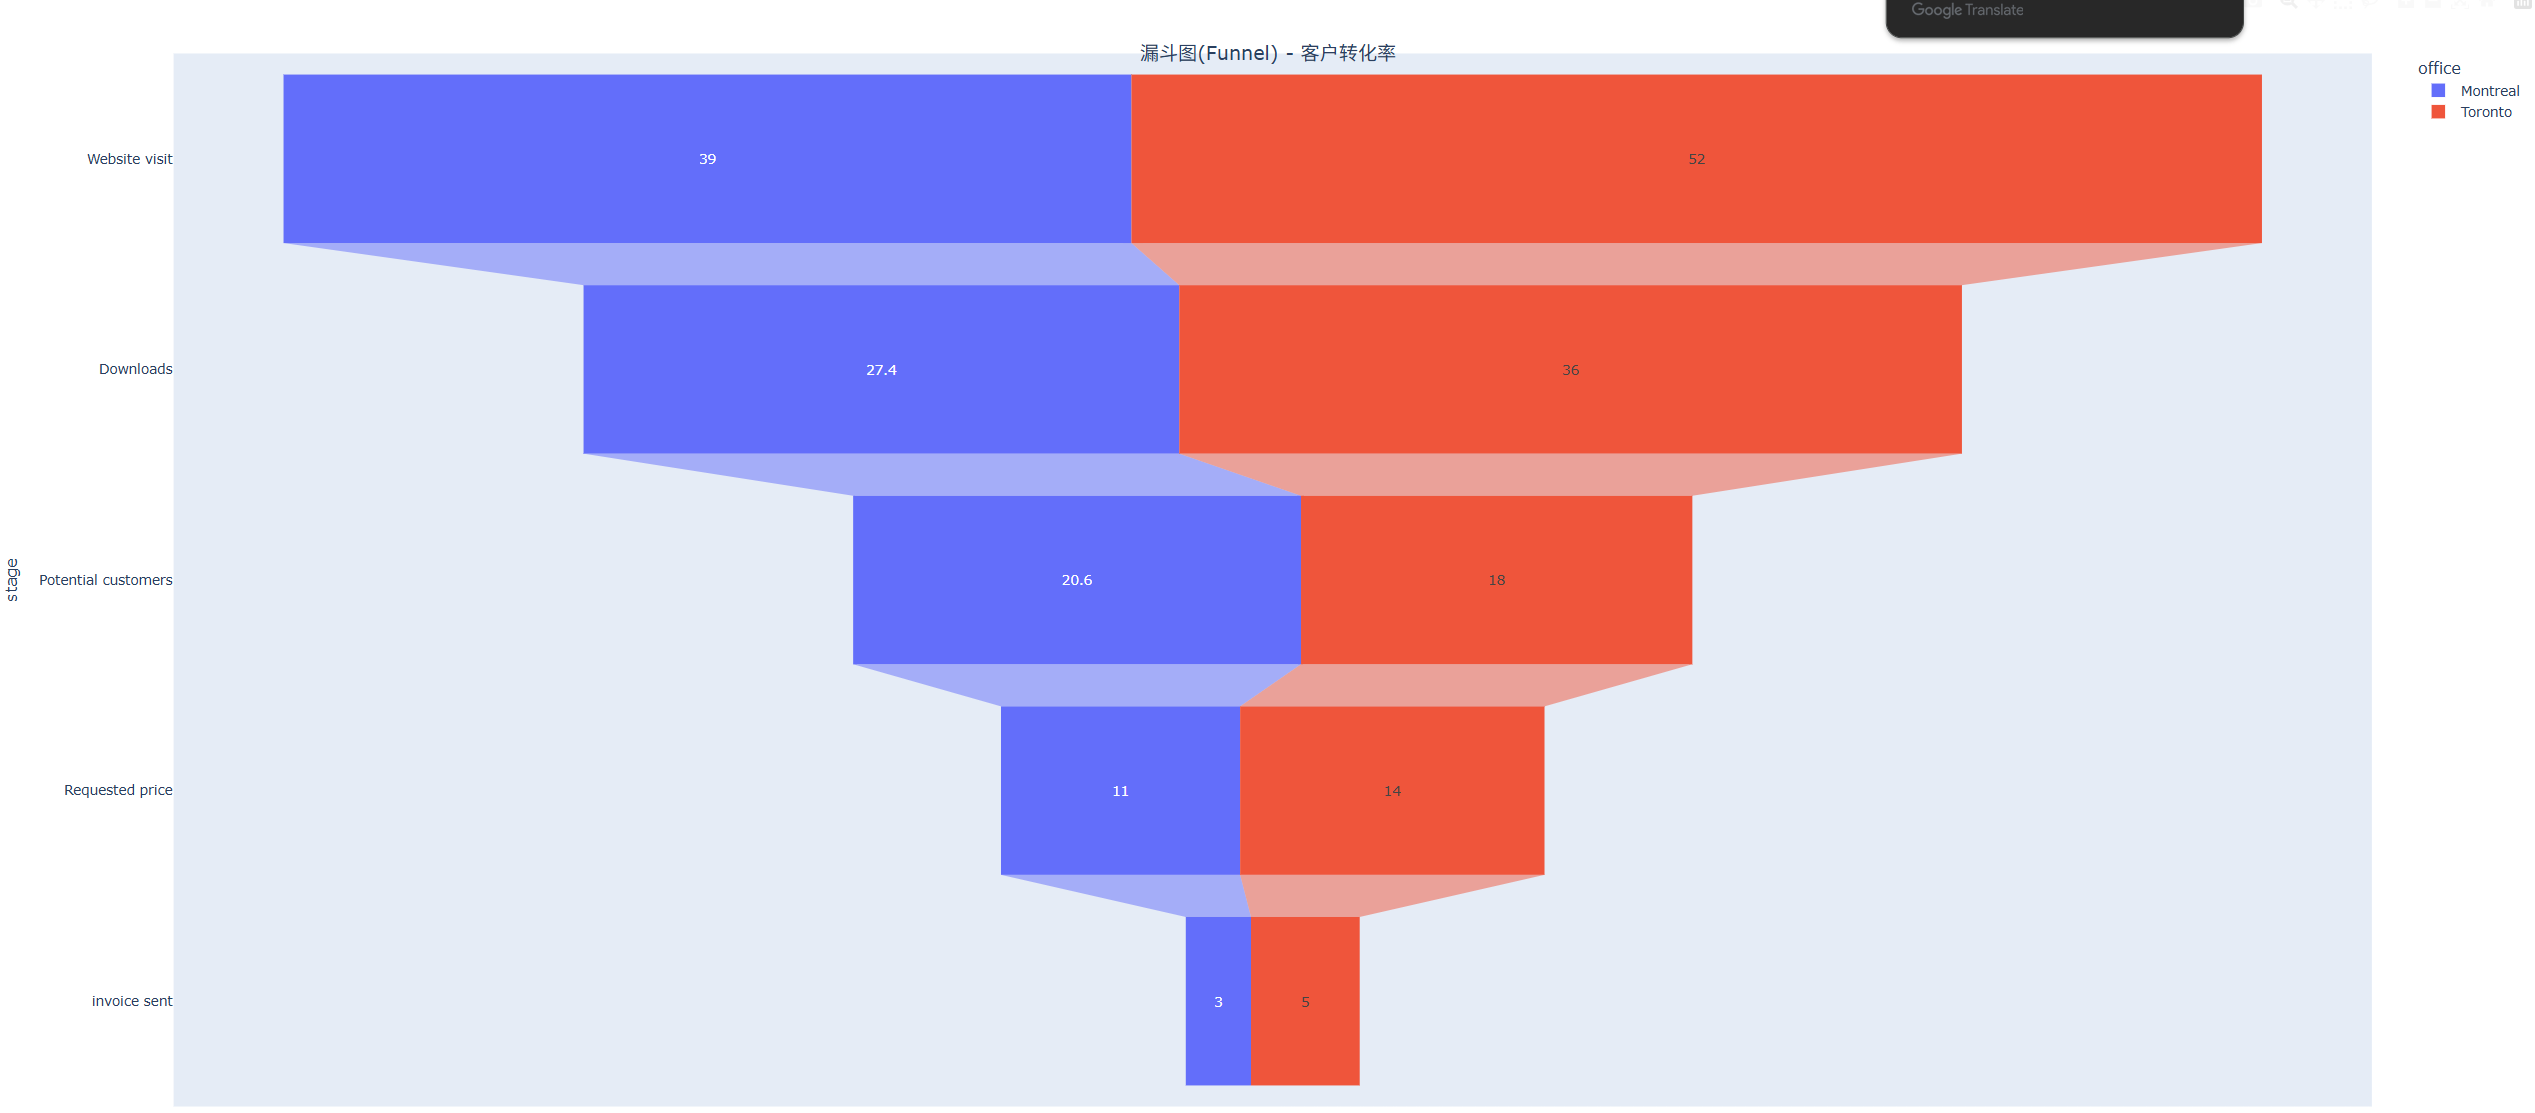 Google Translate
漏斗图(Funnel) - 客户转化率
office
Montreal
Toronto
Website visit
39
52
Downloads
27.4
36
stage
Potential customers
20.6
18
Requested price
11
14
invoice sent
3
5